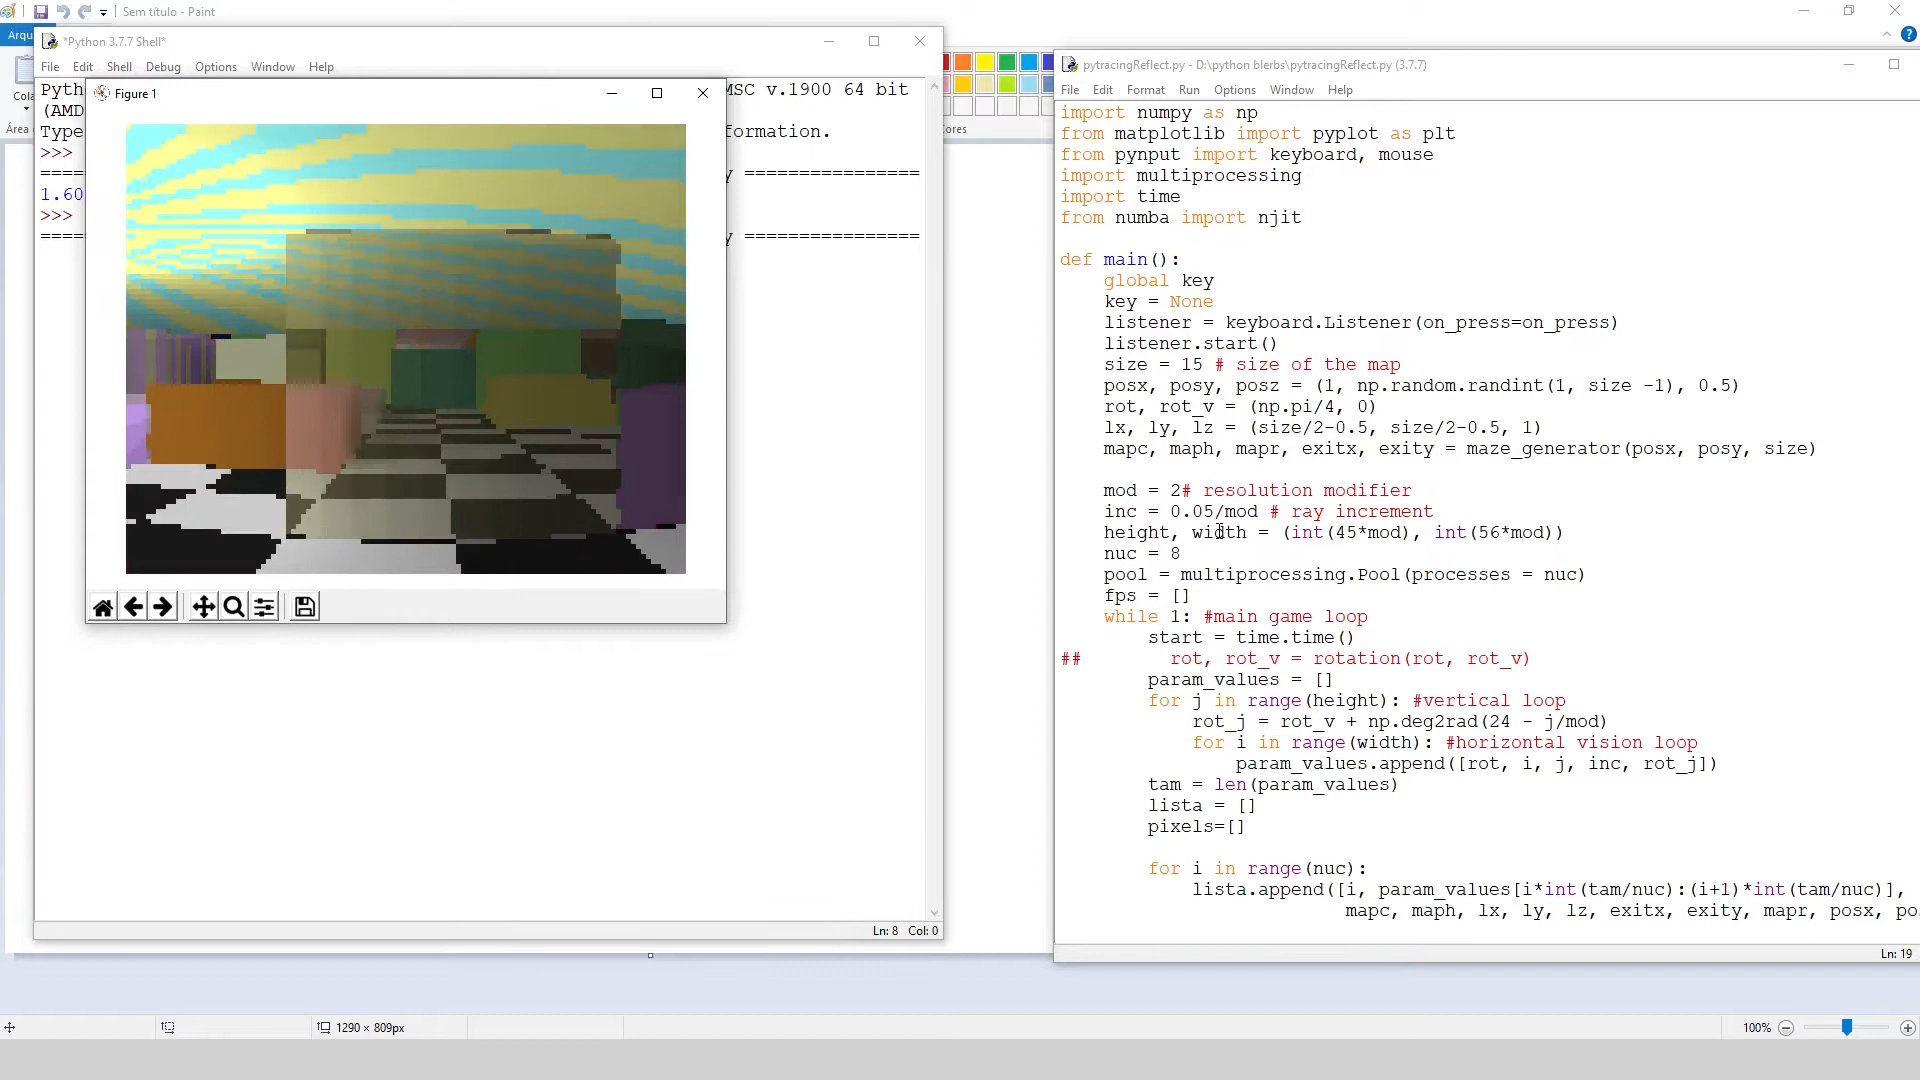 Sem título - Paint
Arqu
Cola
Área
Cores
*Python 3.7.7 Shell*
File Edit Shell Debug Options Window Help
Pyth MSC v.1900 64 bit
(AMD
Type formation.
>>>
===== y ================
1.60
>>>
===== y ================
Ln: 8 Col: 0
Figure 1
pytracingReflect.py - D:\python blerbs\pytracingReflect.py (3.7.7)
File Edit Format Run Options Window Help
import numpy as np
from matplotlib import pyplot as plt
from pynput import keyboard, mouse
import multiprocessing
import time
from numba import njit
def main():
global key
key = None
listener = keyboard.Listener(on_press=on_press)
listener.start()
size = 15 # size of the map
posx, posy, posz = (1, np.random.randint(1, size -1), 0.5)
rot, rot_v = (np.pi/4, 0)
lx, ly, lz = (size/2-0.5, size/2-0.5, 1)
mapc, maph, mapr, exitx, exity = maze_generator(posx, posy, size)
mod = 2# resolution modifier
inc = 0.05/mod # ray increment
height, width = (int(45*mod), int(56*mod))
nuc = 8
pool = multiprocessing.Pool(processes = nuc)
fps = []
while 1: #main game loop
start = time.time()
## rot, rot_v = rotation(rot, rot_v)
param_values = []
for j in range(height): #vertical loop
rot_j = rot_v + np.deg2rad(24 - j/mod)
for i in range(width): #horizontal vision loop
param_values.append([rot, i, j, inc, rot_j])
tam = len(param_values)
lista = []
pixels=[]
for i in range(nuc):
lista.append([i, param_values[i*int(tam/nuc):(i+1)*int(tam/nuc)],
mapc, maph, lx, ly, lz, exitx, exity, mapr, posx, po
Ln: 19
1290 × 809px
100%